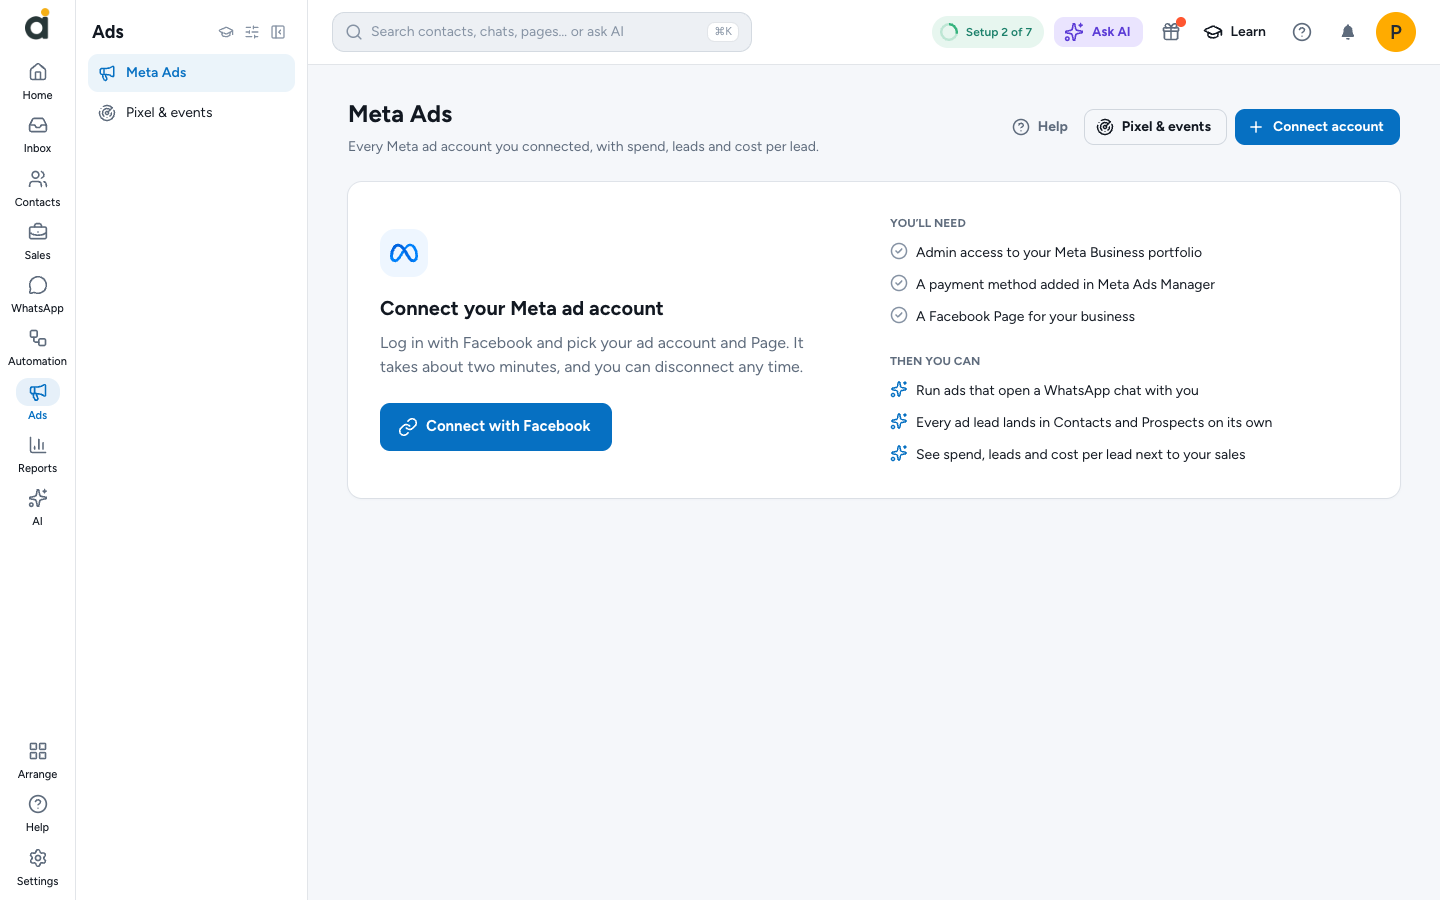 Home
Inbox
Contacts
Sales
WhatsApp
Automation
Ads
Reports
AI
Arrange
Help
Settings
Ads
Meta Ads
Pixel & events
Search contacts, chats, pages... or ask AI
⌘K
Setup 2 of 7
Ask AI
Learn
P
Meta Ads
Every Meta ad account you connected, with spend, leads and cost per lead.
Help
Pixel & events
Connect account
Connect your Meta ad account
Log in with Facebook and pick your ad account and Page. It
takes about two minutes, and you can disconnect any time.
Connect with Facebook
YOU'LL NEED
Admin access to your Meta Business portfolio
A payment method added in Meta Ads Manager
A Facebook Page for your business
THEN YOU CAN
Run ads that open a WhatsApp chat with you
Every ad lead lands in Contacts and Prospects on its own
See spend, leads and cost per lead next to your sales